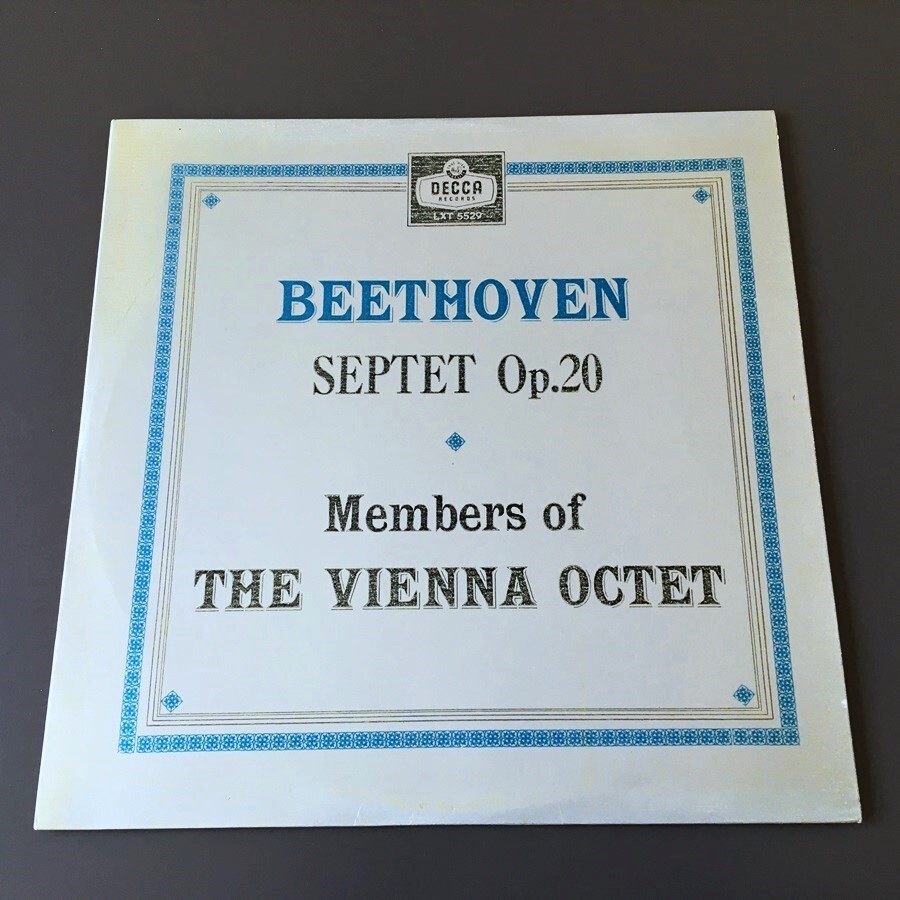 DECCA
RECORDS
LXT 5529
BEETHOVEN
SEPTET Op.20
Members of
THE VIENNA OCTET